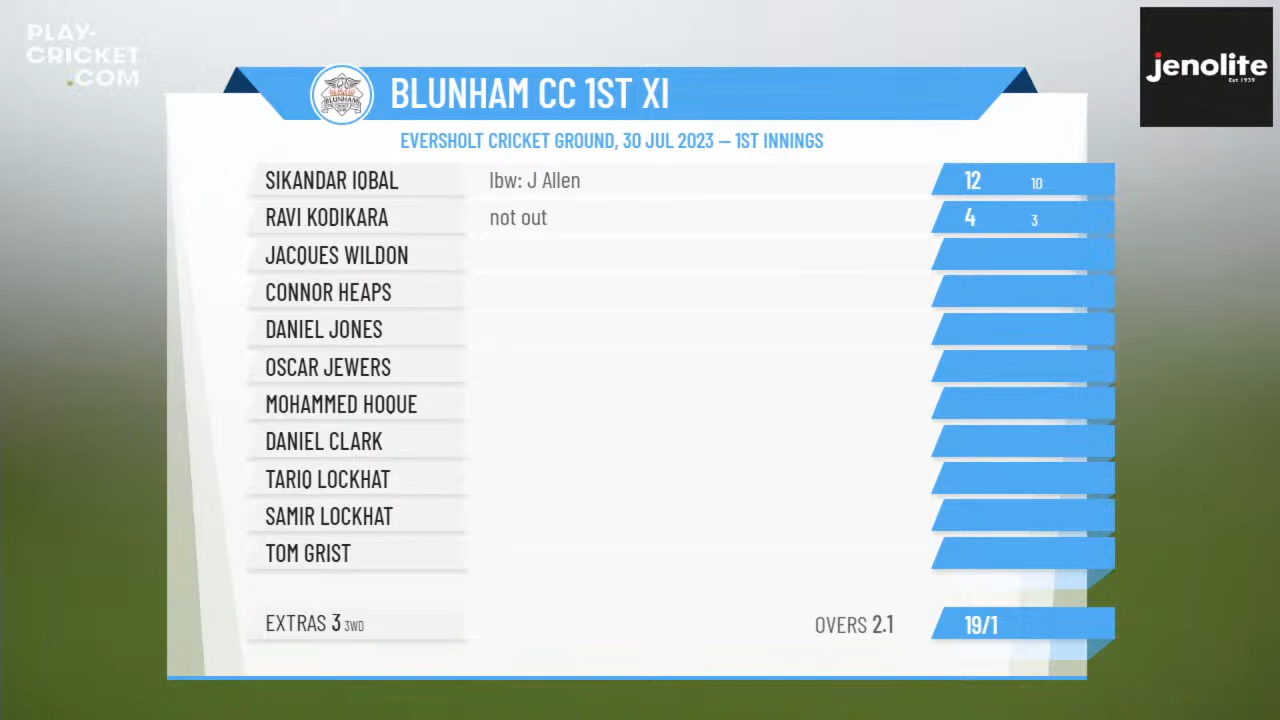 PLAY-
CRICKET
.COM
jenolite
Est 1939
BLUNHAM
BLUNHAM CC 1ST XI
EVERSHOLT CRICKET GROUND, 30 JUL 2023 – 1ST INNINGS
SIKANDAR IQBAL lbw: J Allen 12 10
RAVI KODIKARA not out 4 3
JACQUES WILDON
CONNOR HEAPS
DANIEL JONES
OSCAR JEWERS
MOHAMMED HOQUE
DANIEL CLARK
TARIQ LOCKHAT
SAMIR LOCKHAT
TOM GRIST
EXTRAS 3 3WD OVERS 2.1 19/1